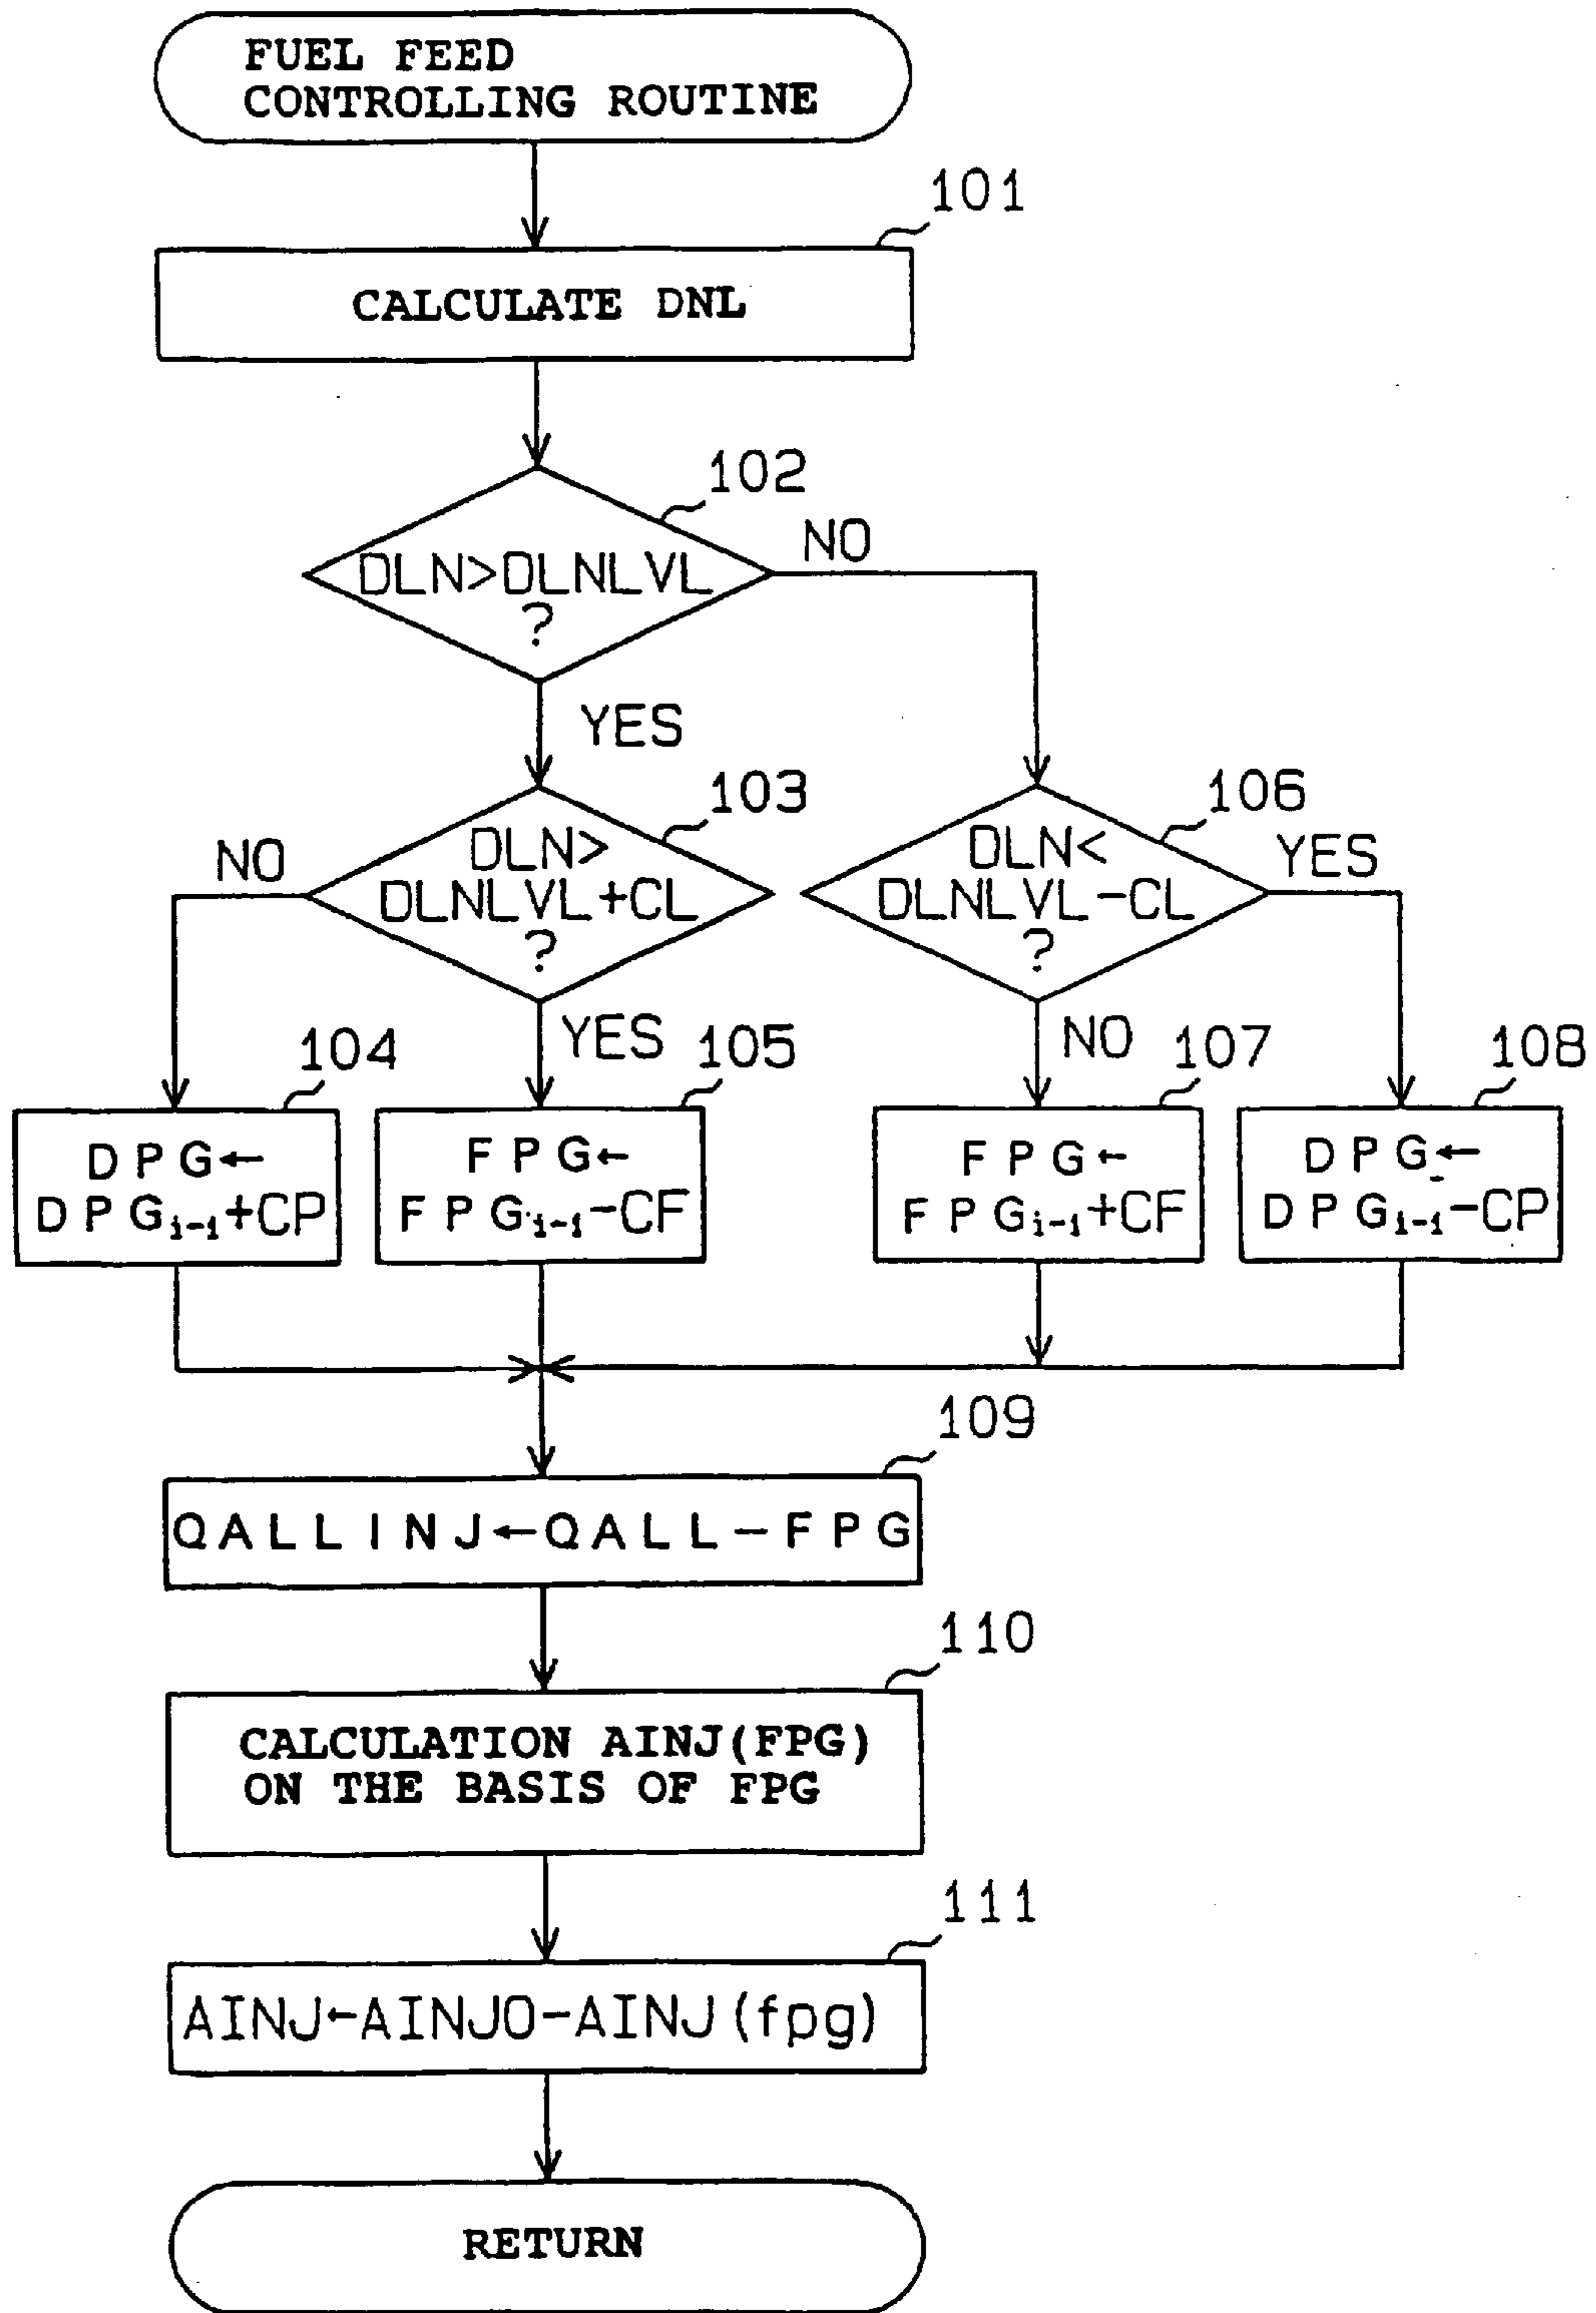 FUEL FEED
CONTROLLING ROUTINE
101
CALCULATE DNL
102
DLN>DLNLVL
?
NO
YES
103
DLN>
DLNLVL+CL
?
NO
YES
106
DLN<
DLNLVL-CL
?
YES
NO
104
DPG←
DPGi-1+CP
105
FPG←
FPGi-1-CF
107
FPG←
FPGi-1+CF
108
DPG←
DPGi-1-CP
109
QALLINJ←QALL-FPG
110
CALCULATION AINJ(FPG)
ON THE BASIS OF FPG
111
AINJ←AINJO-AINJ(fpg)
RETURN